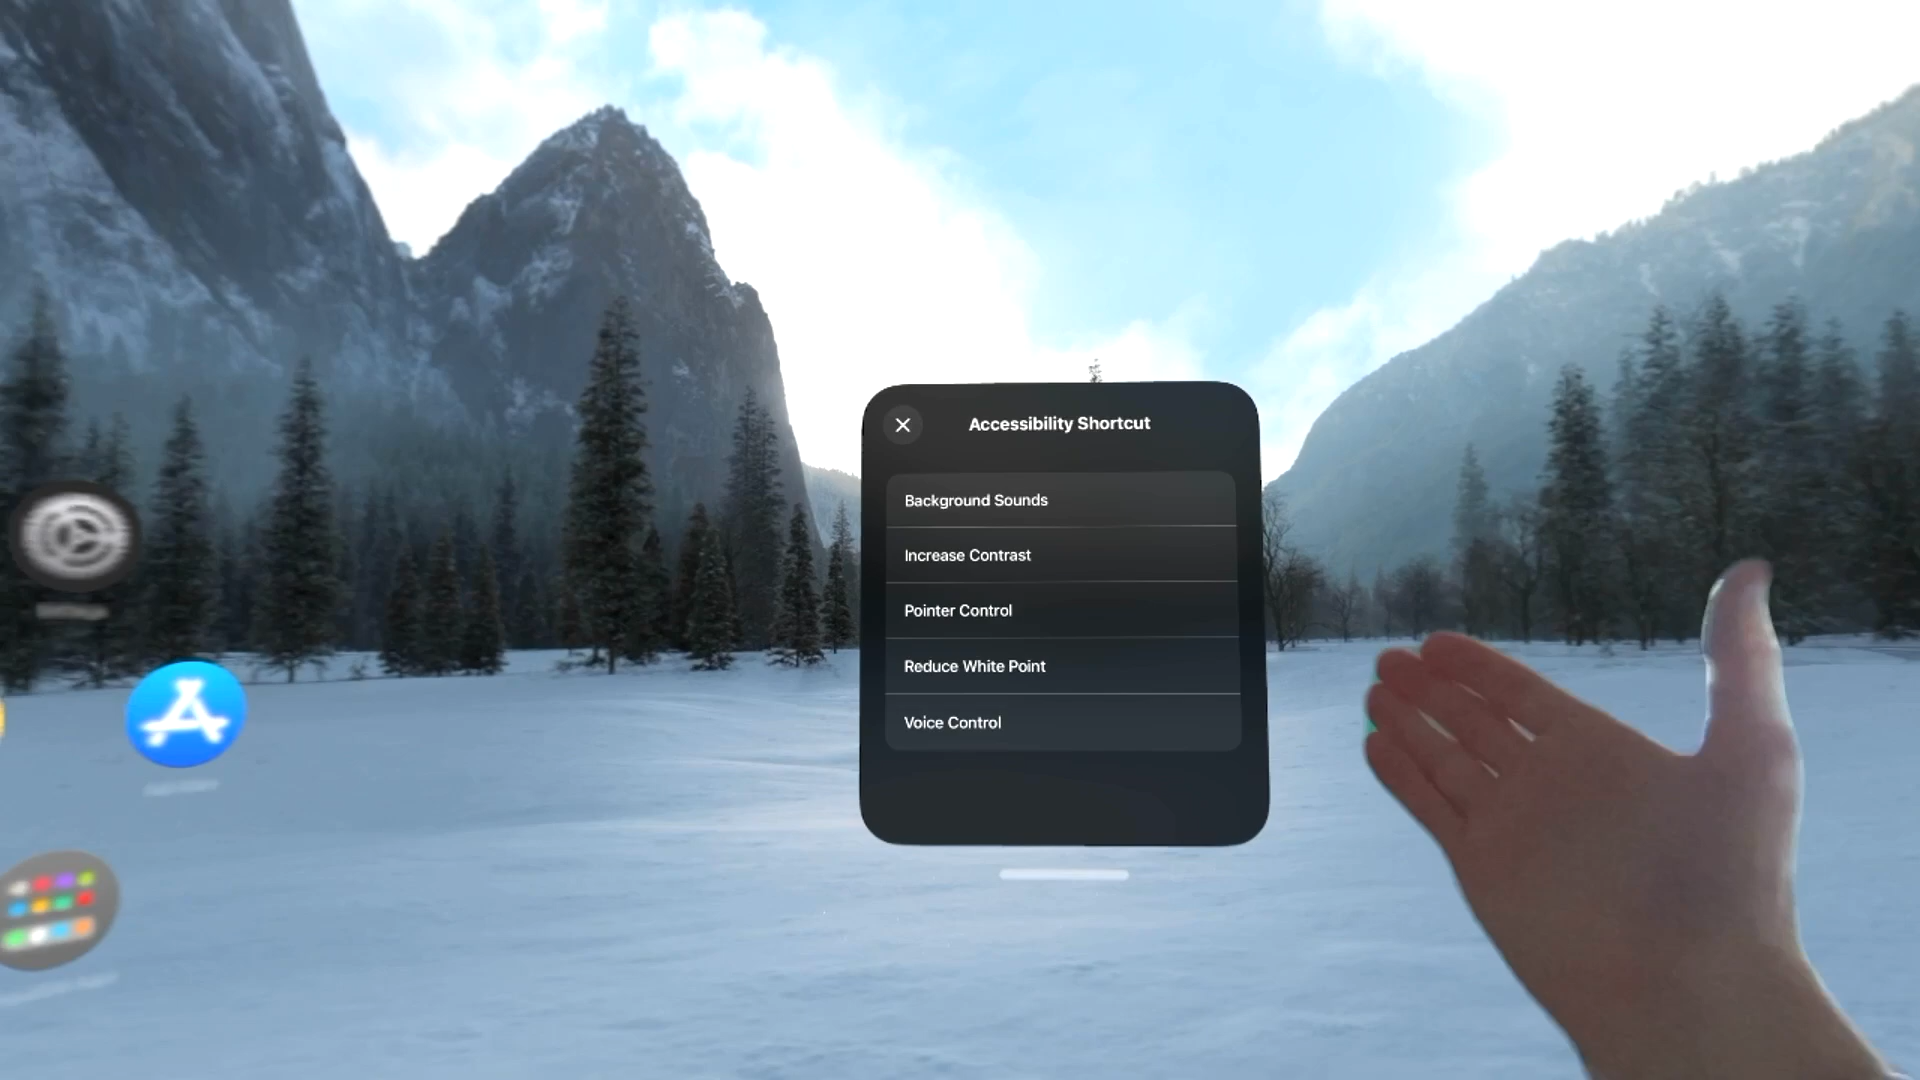 Accessibility Shortcut
Background Sounds
Increase Contrast
Pointer Control
Reduce White Point
Voice Control